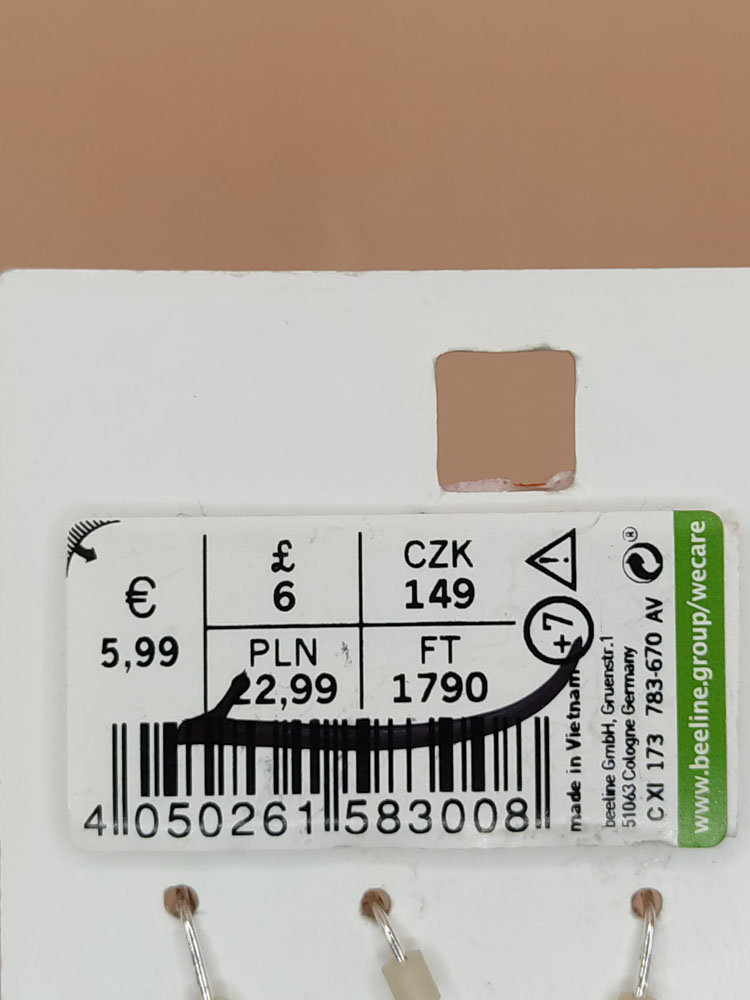 €
5,99
£
6
CZK
149
PLN
22,99
FT
1790
4 050261 583008
+7
made in Vietnam
beeline GmbH, Gruenstr.1
51063 Cologne Germany
C XI 173 783-670 AV
®
www.beeline.group/wecare